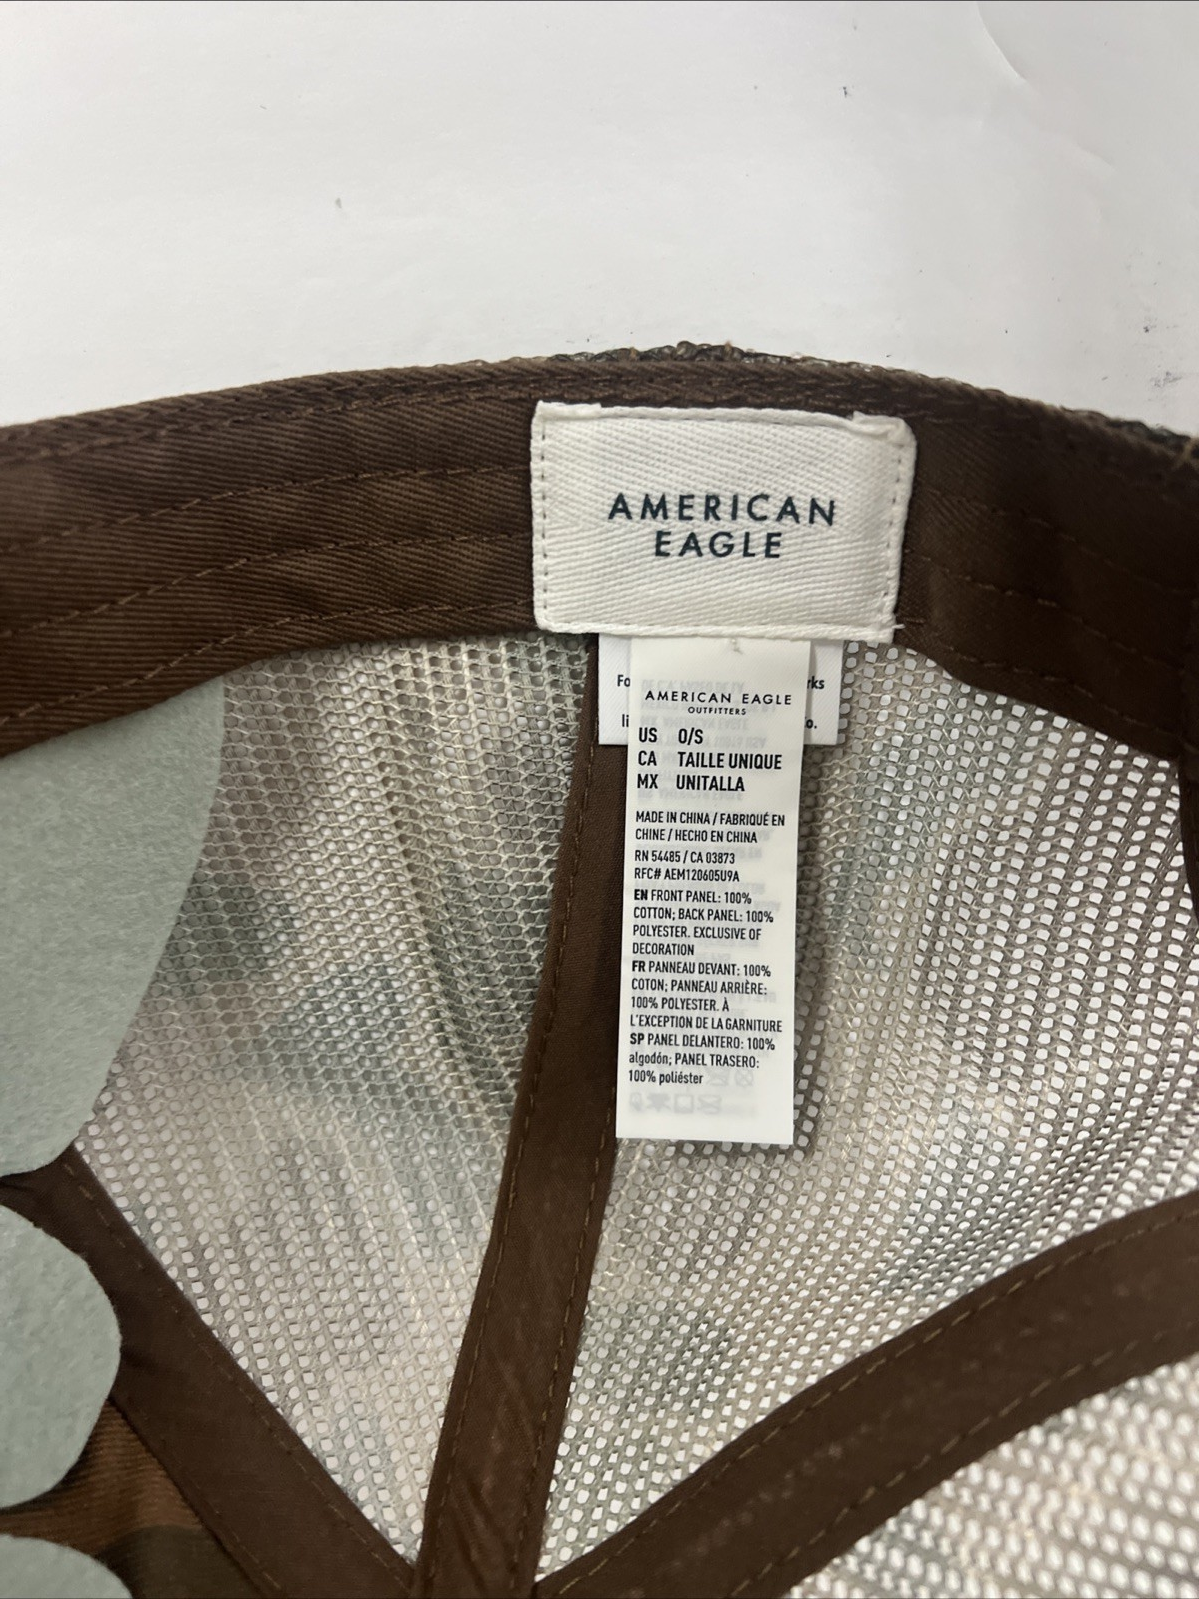 AMERICAN
EAGLE
Fo
rks
li
o.
AMERICAN EAGLE
OUTFITTERS
US O/S
CA TAILLE UNIQUE
MX UNITALLA
MADE IN CHINA / FABRIQUÉ EN
CHINE / HECHO EN CHINA
RN 54485 / CA 03873
RFC# AEM120605U9A
EN FRONT PANEL: 100%
COTTON; BACK PANEL: 100%
POLYESTER. EXCLUSIVE OF
DECORATION
FR PANNEAU DEVANT: 100%
COTON; PANNEAU ARRIÈRE:
100% POLYESTER. À
L'EXCEPTION DE LA GARNITURE
SP PANEL DELANTERO: 100%
algodón; PANEL TRASERO:
100% poliéster